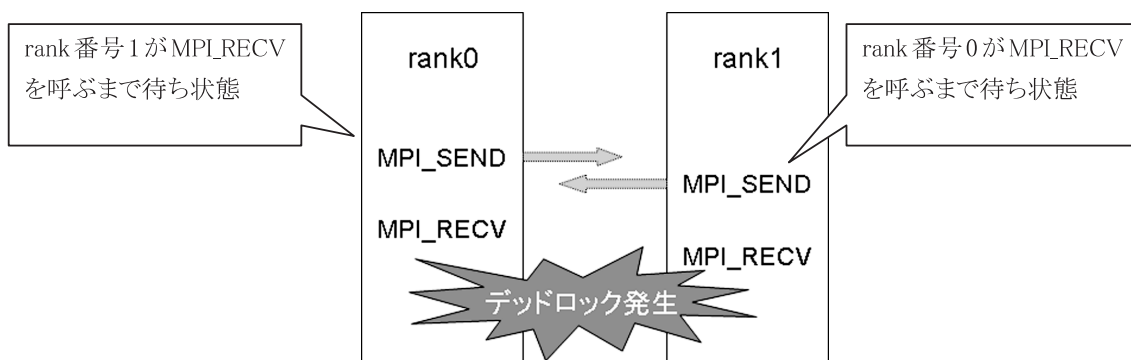 rank番号1がMPI_RECV
を呼ぶまで待ち状態
rank0
MPI_SEND
MPI_RECV
rank1
MPI_SEND
MPI_RECV
rank番号0がMPI_RECV
を呼ぶまで待ち状態
デッドロック発生